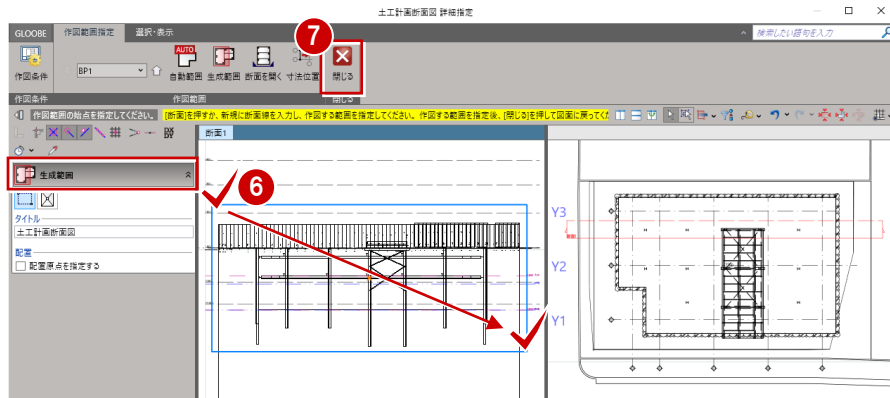 土工計画断面図 詳細指定
GLOOBE 作図範囲指定 選択・表示
検索したい語句を入力
7
作図条件
BP1
AUTO
自動範囲 生成範囲 断面を開く 寸法位置 閉じる
作図条件 作図範囲 閉じる
作図範囲の始点を指定してください。 [断面]を押すか、新規に断面線を入力し、作図する範囲を指定してください。作図する範囲を指定後、[閉じる]を押して図面に戻ってく
断面1
生成範囲
6
タイトル
土工計画断面図
配置
配置原点を指定する
Y3
Y2
Y1